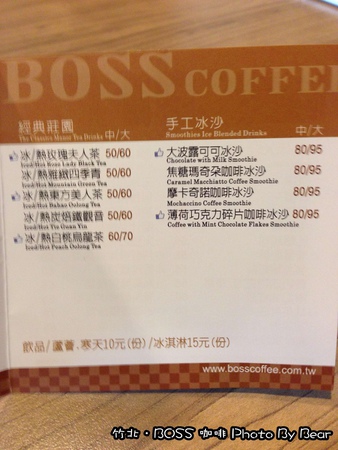 BOSS COFFEE
經典莊園
The Classics Manor Tea Drinks 中/大
冰/熱玫瑰夫人茶 50/60
Iced/Hot Rose Lady Black Tea
冰/熱雅緻四季青 50/60
Iced/Hot Mountain Green Tea
冰/熱東方美人茶 50/60
Iced/Hot Bahao Oolong Tea
冰/熱炭焙鐵觀音 50/60
Iced/Hot Tie Guan Yin
冰/熱白桃烏龍茶 60/70
Iced/Hot Peach Oolong Tea
手工冰沙
Smoothies Ice Blended Drinks 中/大
大波露可可冰沙 80/95
Chocolate with Milk Smoothie
焦糖瑪奇朵咖啡冰沙 80/95
Caramel Macchiatto Coffee Smoothie
摩卡奇諾咖啡冰沙 80/95
Mochaccino Coffee Smoothie
薄荷巧克力碎片咖啡冰沙 80/95
Coffee with Mint Chocolate Flakes Smoothie
飲品/蘆薈.寒天10元(份)/冰淇淋15元(份)
www.bosscoffee.com.tw
竹北・BOSS 咖啡 Photo By Bear